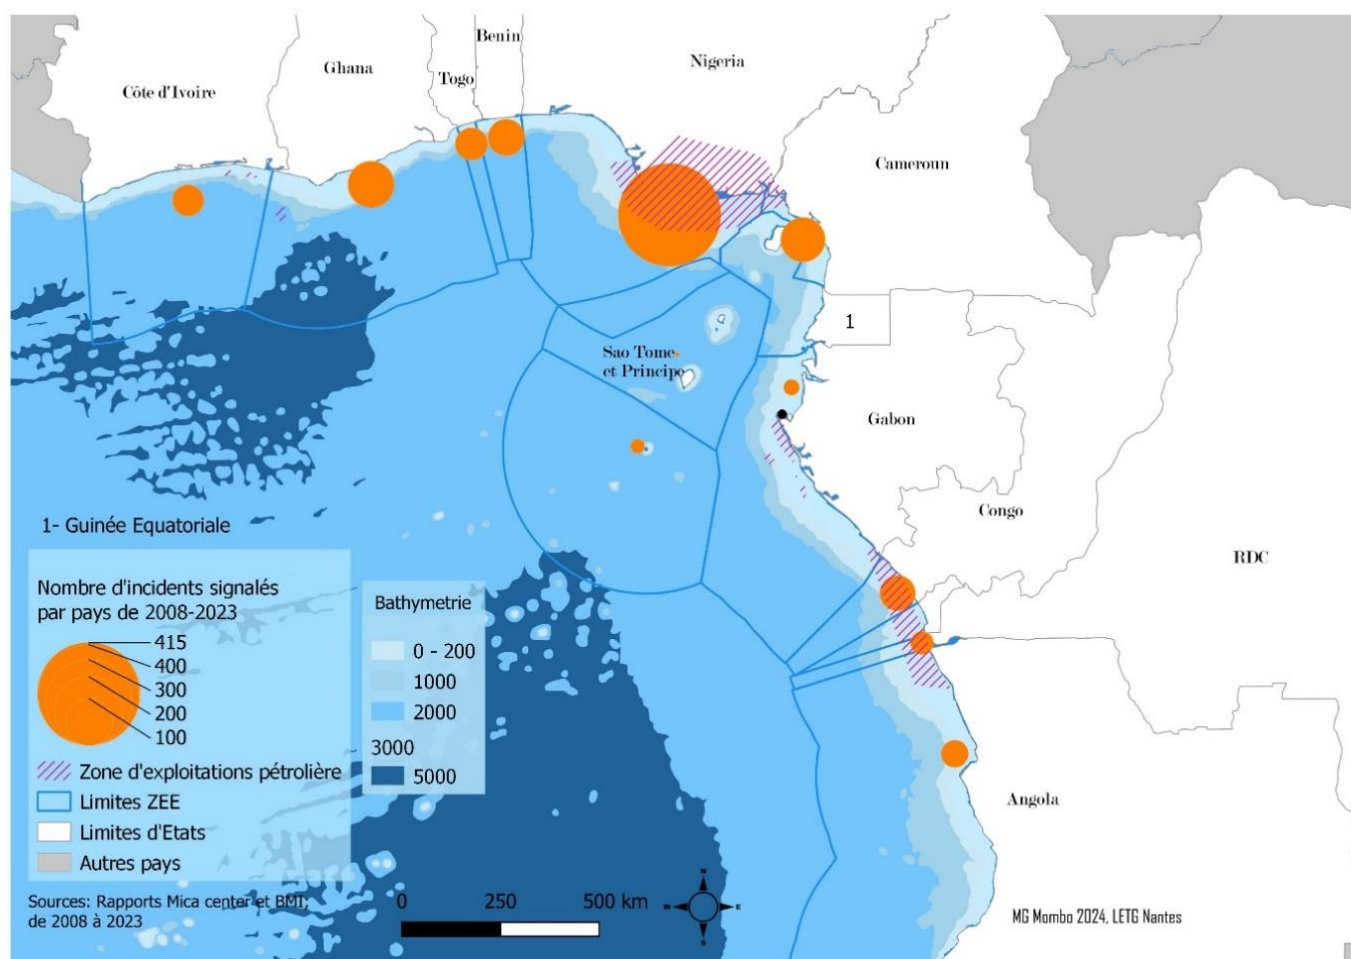 Benin
Nigeria
Ghana
Togo
Côte d'Ivoire
Cameroun
1
Sao Tome
et Principe
Gabon
Congo
RDC
Angola
1- Guinée Equatoriale
Nombre d'incidents signalés
par pays de 2008-2023
415
400
300
200
100
Zone d'exploitations pétrolière
Limites ZEE
Limites d'Etats
Autres pays
Bathymetrie
0 - 200
1000
2000
3000
5000
Sources: Rapports Mica center et BMI;
de 2008 à 2023
0 250 500 km
N
W E
S
MG Mombo 2024, LETG Nantes